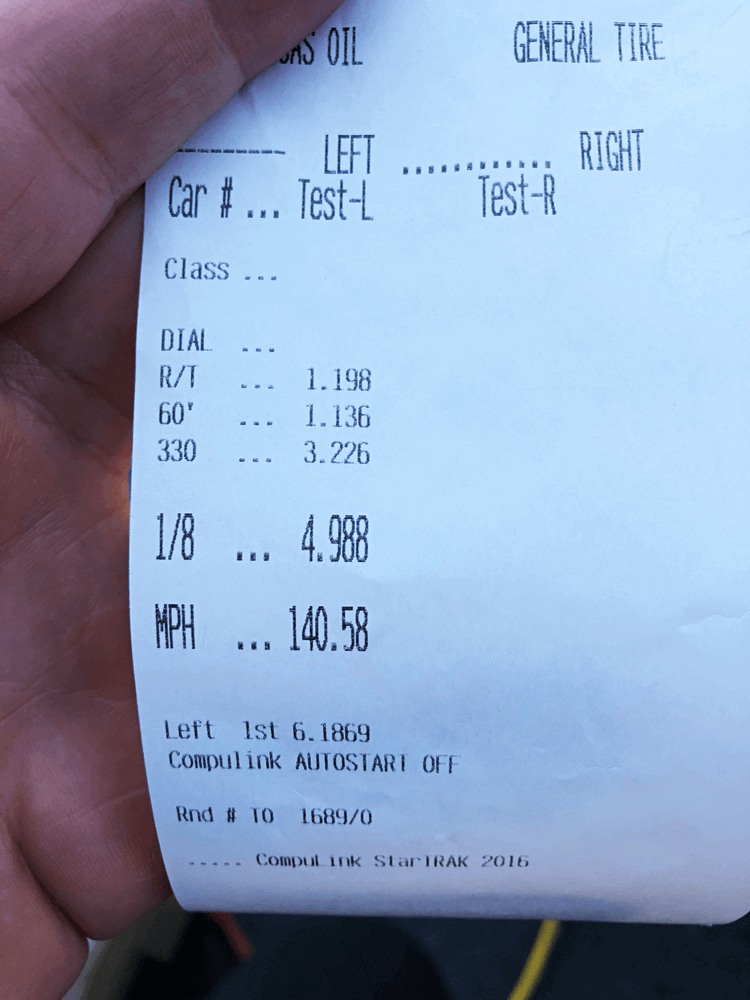 OIL GENERAL TIRE
---------- LEFT ............ RIGHT
Car # ... Test-L Test-R
Class ...
DIAL ...
R/T ... 1.198
60' ... 1.136
330 ... 3.226
1/8 ... 4.988
MPH ... 140.58
Left 1st 6.1869
Compulink AUTOSTART OFF
Rnd # TO 1689/0
..... CompuLink StarTRAK 2016